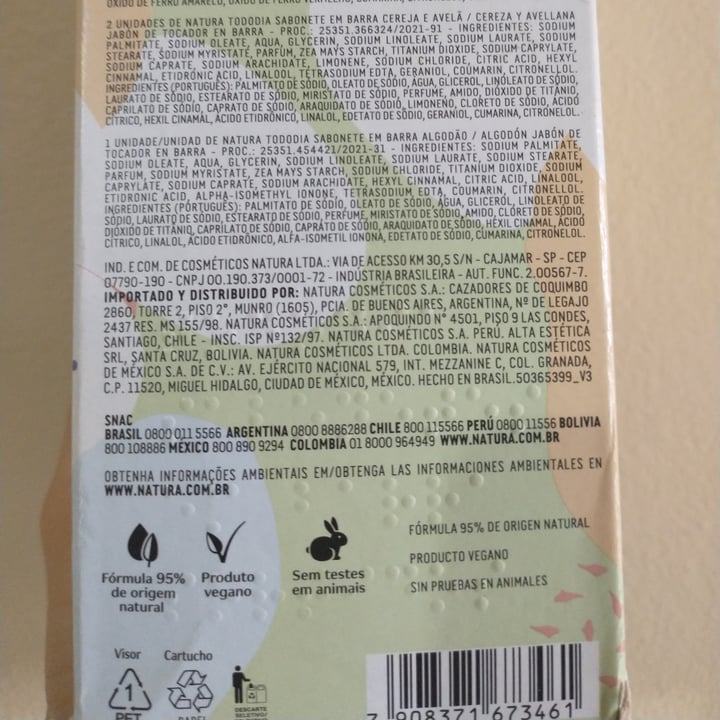 ÓXIDO DE FERRO AMARELO, ÓXIDO DE FERRO VERMELHO, CUMARINA,
2 UNIDADES DE NATURA TODODIA SABONETE EM BARRA CEREJA E AVELÃ / CEREZA Y AVELLANA
JABÓN DE TOCADOR EN BARRA - PROC.: 25351.366324/2021-91 - INGREDIENTES: SODIUM
PALMITATE, SODIUM OLEATE, AQUA, GLYCERIN, SODIUM LINOLEATE, SODIUM LAURATE, SODIUM
STEARATE, SODIUM MYRISTATE, PARFUM, ZEA MAYS STARCH, TITANIUM DIOXIDE, SODIUM CAPRYLATE,
SODIUM CAPRATE, SODIUM ARACHIDATE, LIMONENE, SODIUM CHLORIDE, CITRIC ACID, HEXYL
CINNAMAL, ETIDRONIC ACID, LINALOOL, TETRASODIUM EDTA, GERANIOL, COUMARIN, CITRONELLOL.
INGREDIENTES (PORTUGUÊS): PALMITATO DE SÓDIO, OLEATO DE SÓDIO, ÁGUA, GLICEROL, LINOLEATO DE SÓDIO,
LAURATO DE SÓDIO, ESTEARATO DE SÓDIO, MIRISTATO DE SÓDIO, PERFUME, AMIDO, DIÓXIDO DE TITÂNIO,
CAPRILATO DE SÓDIO, CAPRATO DE SÓDIO, ARAQUIDATO DE SÓDIO, LIMONENO, CLORETO DE SÓDIO, ÁCIDO
CÍTRICO, HEXIL CINAMAL, ÁCIDO ETIDRÔNICO, LINALOL, EDETATO DE SÓDIO, GERANIOL, CUMARINA, CITRONELOL.
1 UNIDADE/UNIDAD DE NATURA TODODIA SABONETE EM BARRA ALGODÃO / ALGODÓN JABÓN DE
TOCADOR EN BARRA - PROC.: 25351.454421/2021-31 - INGREDIENTES: SODIUM PALMITATE,
SODIUM OLEATE, AQUA, GLYCERIN, SODIUM LINOLEATE, SODIUM LAURATE, SODIUM STEARATE,
PARFUM, SODIUM MYRISTATE, ZEA MAYS STARCH, SODIUM CHLORIDE, TITANIUM DIOXIDE, SODIUM
CAPRYLATE, SODIUM CAPRATE, SODIUM ARACHIDATE, HEXYL CINNAMAL, CITRIC ACID, LINALOOL,
ETIDRONIC ACID, ALPHA-ISOMETHYL IONONE, TETRASODIUM EDTA, COUMARIN, CITRONELLOL.
INGREDIENTES (PORTUGUÊS): PALMITATO DE SÓDIO, OLEATO DE SÓDIO, ÁGUA, GLICEROL, LINOLEATO DE
SÓDIO, LAURATO DE SÓDIO, ESTEARATO DE SÓDIO, PERFUME, MIRISTATO DE SÓDIO, AMIDO, CLORETO DE SÓDIO,
DIÓXIDO DE TITÂNIO, CAPRILATO DE SÓDIO, CAPRATO DE SÓDIO, ARAQUIDATO DE SÓDIO, HEXIL CINAMAL, ÁCIDO
CÍTRICO, LINALOL, ÁCIDO ETIDRÔNICO, ALFA-ISOMETIL IONONA, EDETATO DE SÓDIO, CUMARINA, CITRONELOL.
IND. E COM. DE COSMÉTICOS NATURA LTDA.: VIA DE ACESSO KM 30,5 S/N - CAJAMAR - SP - CEP
07790-190 - CNPJ 00.190.373/0001-72 - INDÚSTRIA BRASILEIRA - AUT. FUNC. 2.00567-7.
IMPORTADO Y DISTRIBUIDO POR: NATURA COSMÉTICOS S.A.: CAZADORES DE COQUIMBO
2860, TORRE 2, PISO 2°, MUNRO (1605), PCIA. DE BUENOS AIRES, ARGENTINA, Nº DE LEGAJO
2437 RES. MS 155/98. NATURA COSMÉTICOS S.A.: APOQUINDO N° 4501, PISO 9 LAS CONDES,
SANTIAGO, CHILE - INSC. ISP Nº132/97. NATURA COSMÉTICOS S.A. PERÚ. ALTA ESTÉTICA
SRL, SANTA CRUZ, BOLIVIA. NATURA COSMÉTICOS LTDA. COLOMBIA. NATURA COSMÉTICOS
DE MÉXICO S.A. DE C.V.: AV. EJÉRCITO NACIONAL 579, INT. MEZZANINE C, COL. GRANADA,
C.P. 11520, MIGUEL HIDALGO, CIUDAD DE MÉXICO, MÉXICO. HECHO EN BRASIL.50365399_V3
SNAC
BRASIL 0800 011 5566 ARGENTINA 0800 8886288 CHILE 800 115566 PERÚ 0800 11556 BOLIVIA
800 108886 MÉXICO 800 890 9294 COLOMBIA 01 8000 964949 WWW.NATURA.COM.BR
OBTENHA INFORMAÇÕES AMBIENTAIS EM/OBTENGA LAS INFORMACIONES AMBIENTALES EN
WWW.NATURA.COM.BR
Fórmula 95%
de origem
natural
Produto
vegano
Sem testes
em animais
FÓRMULA 95% DE ORIGEN NATURAL
PRODUCTO VEGANO
SIN PRUEBAS EN ANIMALES
Visor
1
PET
Cartucho
PAPEL
DESCARTE
SELETIVO/
7 908371 673461